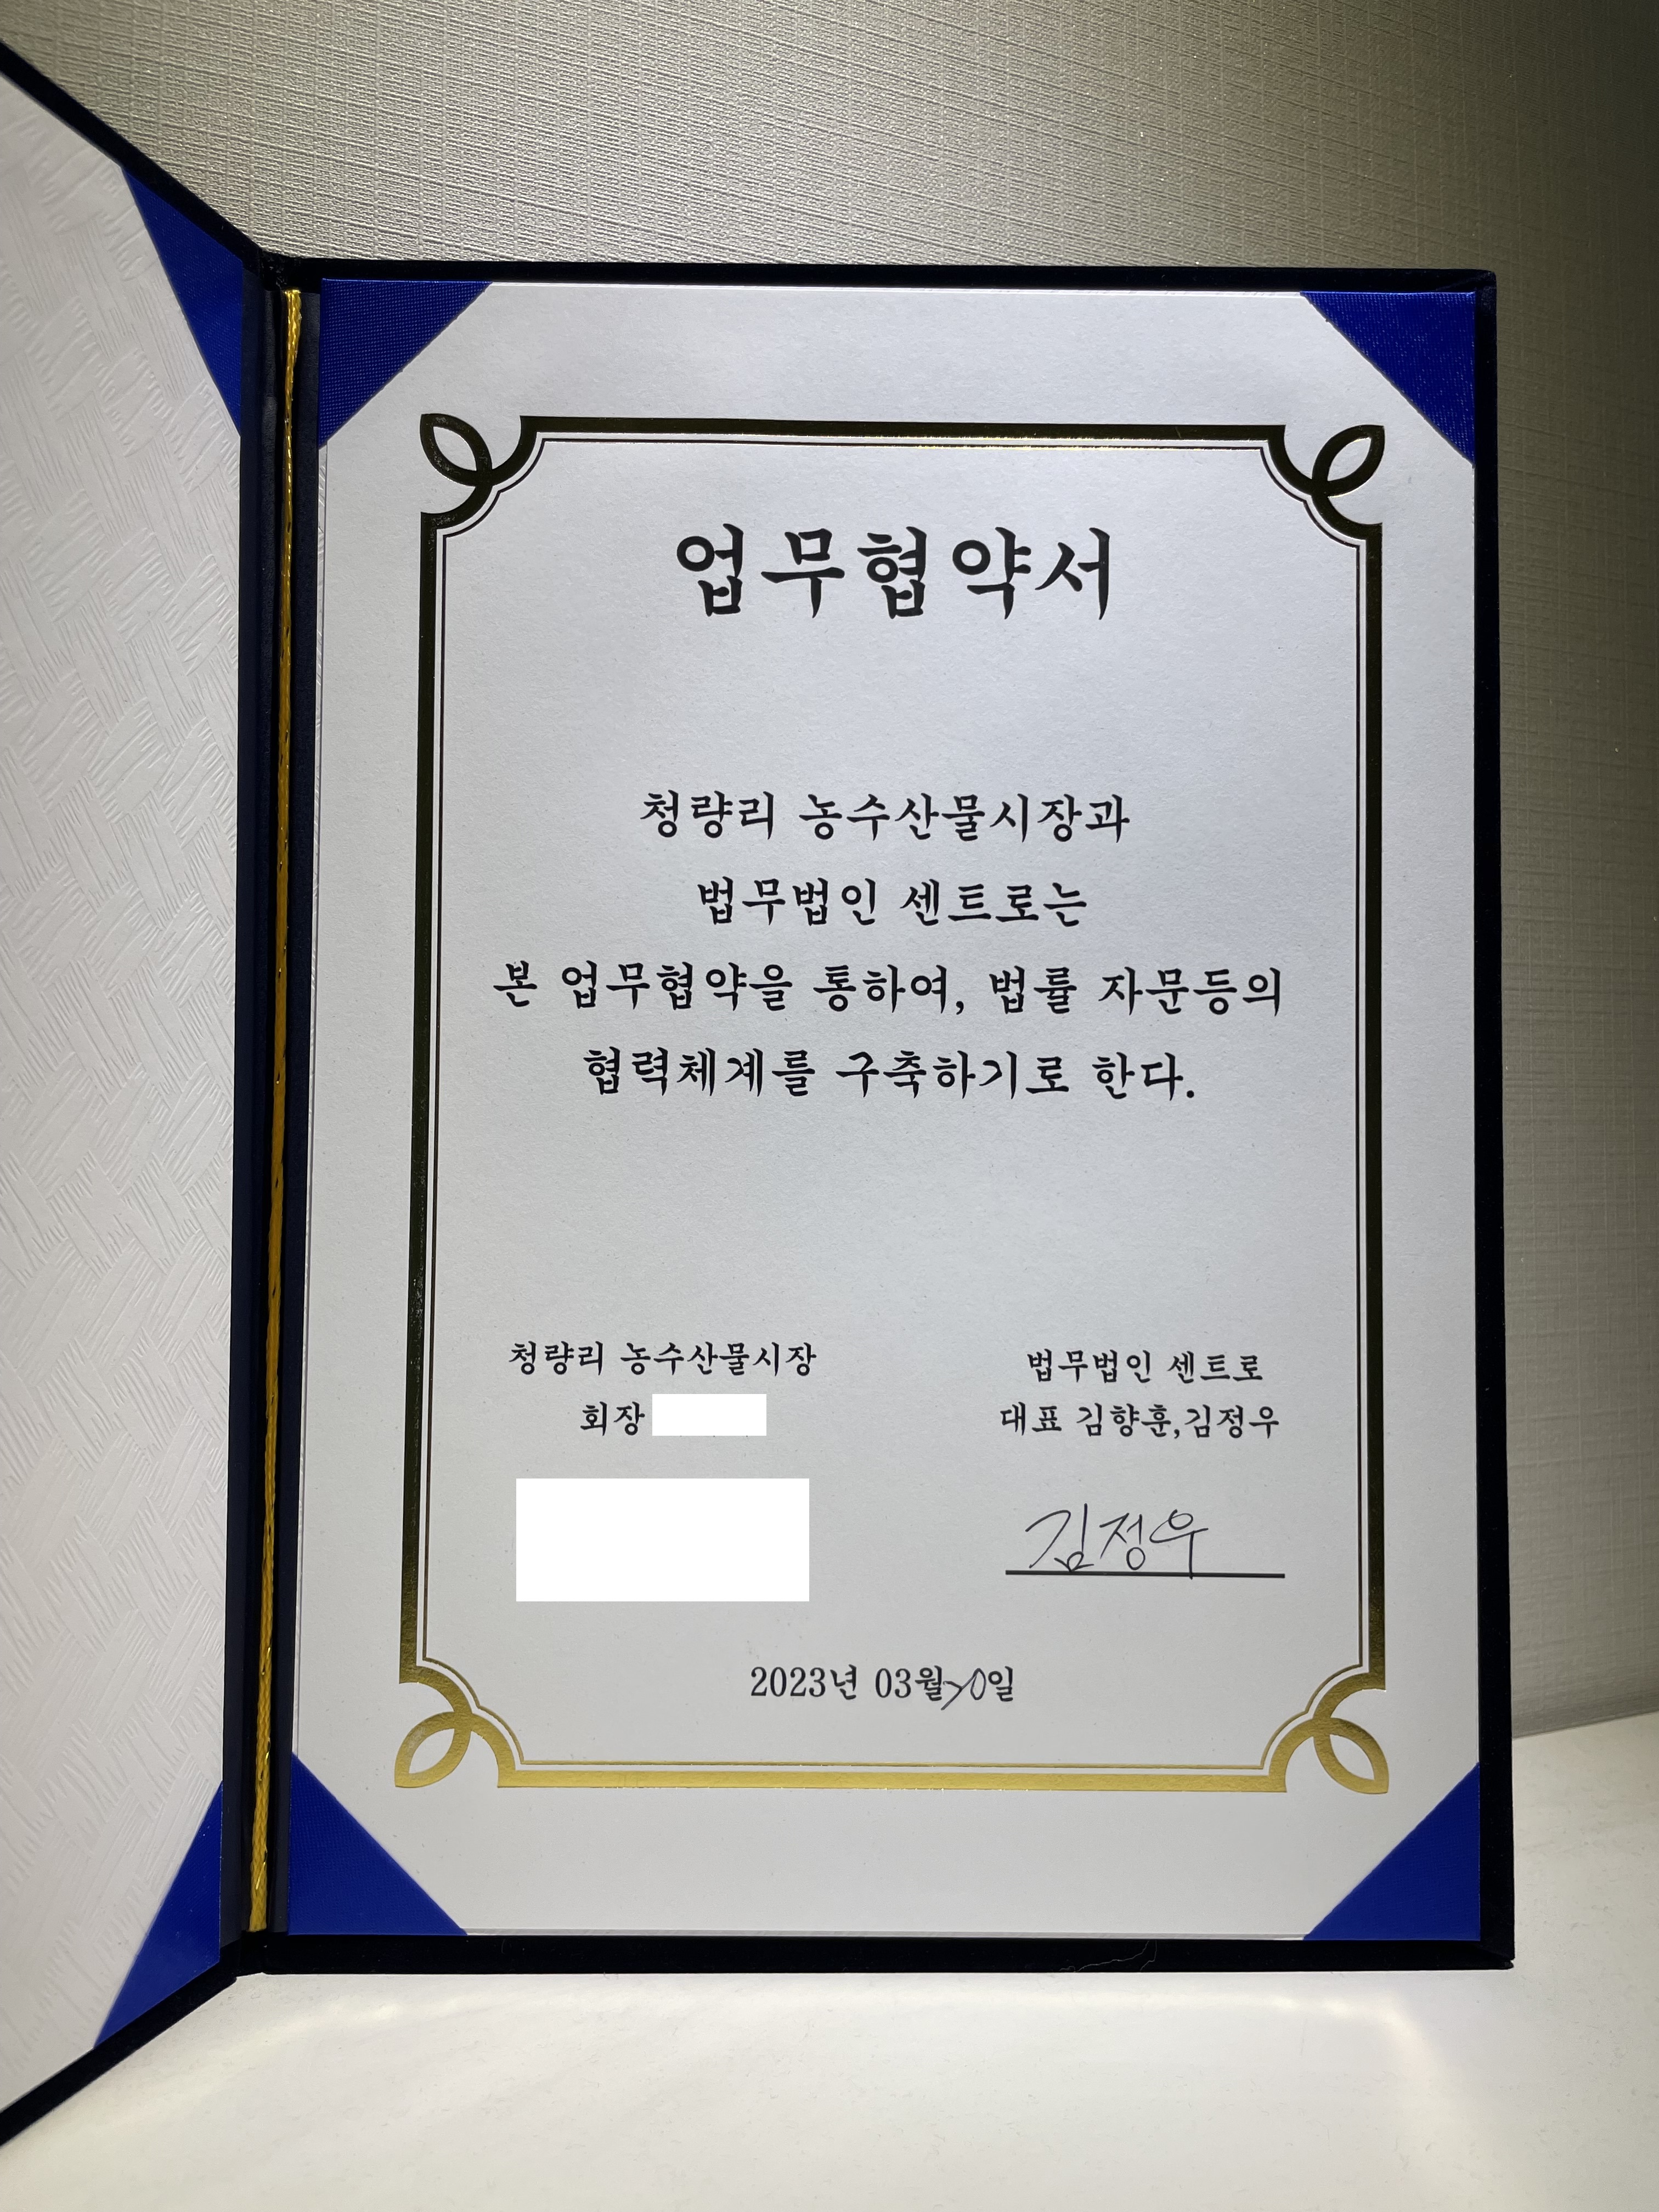 업무협약서
청량리 농수산물시장과
법무법인 센트로는
본 업무협약을 통하여, 법률 자문등의
협력체계를 구축하기로 한다.
청량리 농수산물시장
회장
법무법인 센트로
대표 김향훈,김정우
김정우
2023년 03월20일